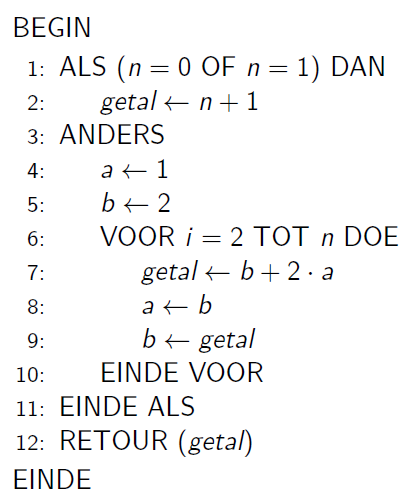 BEGIN
1: ALS (n = 0 OF n = 1) DAN
2: getal ← n + 1
3: ANDERS
4: a ← 1
5: b ← 2
6: VOOR i = 2 TOT n DOE
7: getal ← b + 2 · a
8: a ← b
9: b ← getal
10: EINDE VOOR
11: EINDE ALS
12: RETOUR (getal)
EINDE